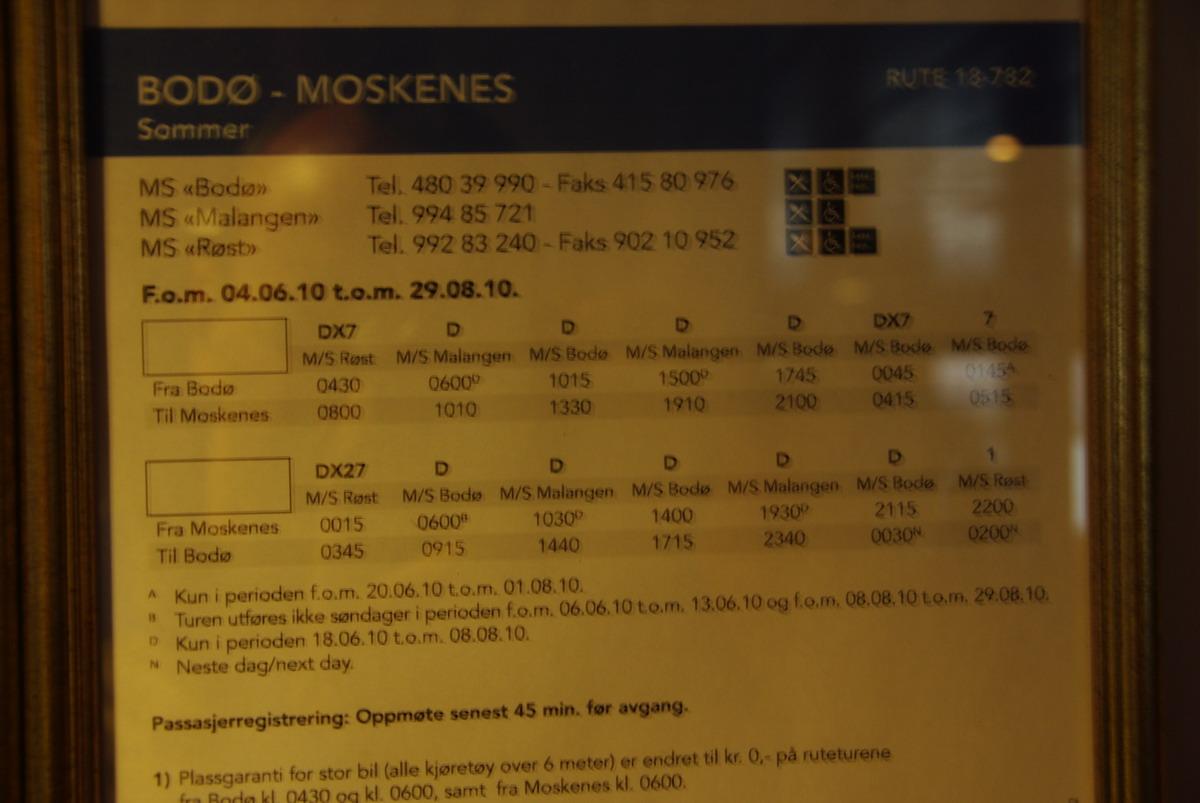 BODØ - MOSKENES
RUTE 18-782
Sommer
MS «Bodø» Tel. 480 39 990 - Faks 415 80 976
MS «Malangen» Tel. 994 85 721
MS «Røst» Tel. 992 83 240 - Faks 902 10 952
F.o.m. 04.06.10 t.o.m. 29.08.10.
DX7 D D D D DX7 7
M/S Røst M/S Malangen M/S Bodø M/S Malangen M/S Bodø M/S Bodø M/S Bodø
Fra Bodø 0430 0600D 1015 1500D 1745 0045 0145A
Til Moskenes 0800 1010 1330 1910 2100 0415 0515
DX27 D D D D D 1
M/S Røst M/S Bodø M/S Malangen M/S Bodø M/S Malangen M/S Bodø M/S Røst
Fra Moskenes 0015 0600B 1030D 1400 1930D 2115 2200
Til Bodø 0345 0915 1440 1715 2340 0030N 0200N
A Kun i perioden f.o.m. 20.06.10 t.o.m. 01.08.10.
B Turen utføres ikke søndager i perioden f.o.m. 06.06.10 t.o.m. 13.06.10 og f.o.m. 08.08.10 t.o.m. 29.08.10.
D Kun i perioden 18.06.10 t.o.m. 08.08.10.
N Neste dag/next day.
Passasjerregistrering: Oppmøte senest 45 min. før avgang.
1) Plassgaranti for stor bil (alle kjøretøy over 6 meter) er endret til kr. 0,- på ruteturene
fra Bodø kl. 0430 og kl. 0600, samt fra Moskenes kl. 0600.